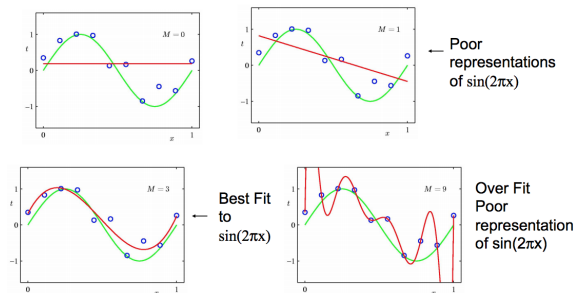 M = 0
t
1
0
−1
0
x
1
M = 1
t
1
0
−1
0
x
1
← Poor
representations
of sin(2πx)
M = 3
t
1
0
−1
0
1
← Best Fit
to
sin(2πx)
M = 9
t
1
0
−1
0
1
Over Fit
Poor
representation
of sin(2πx)